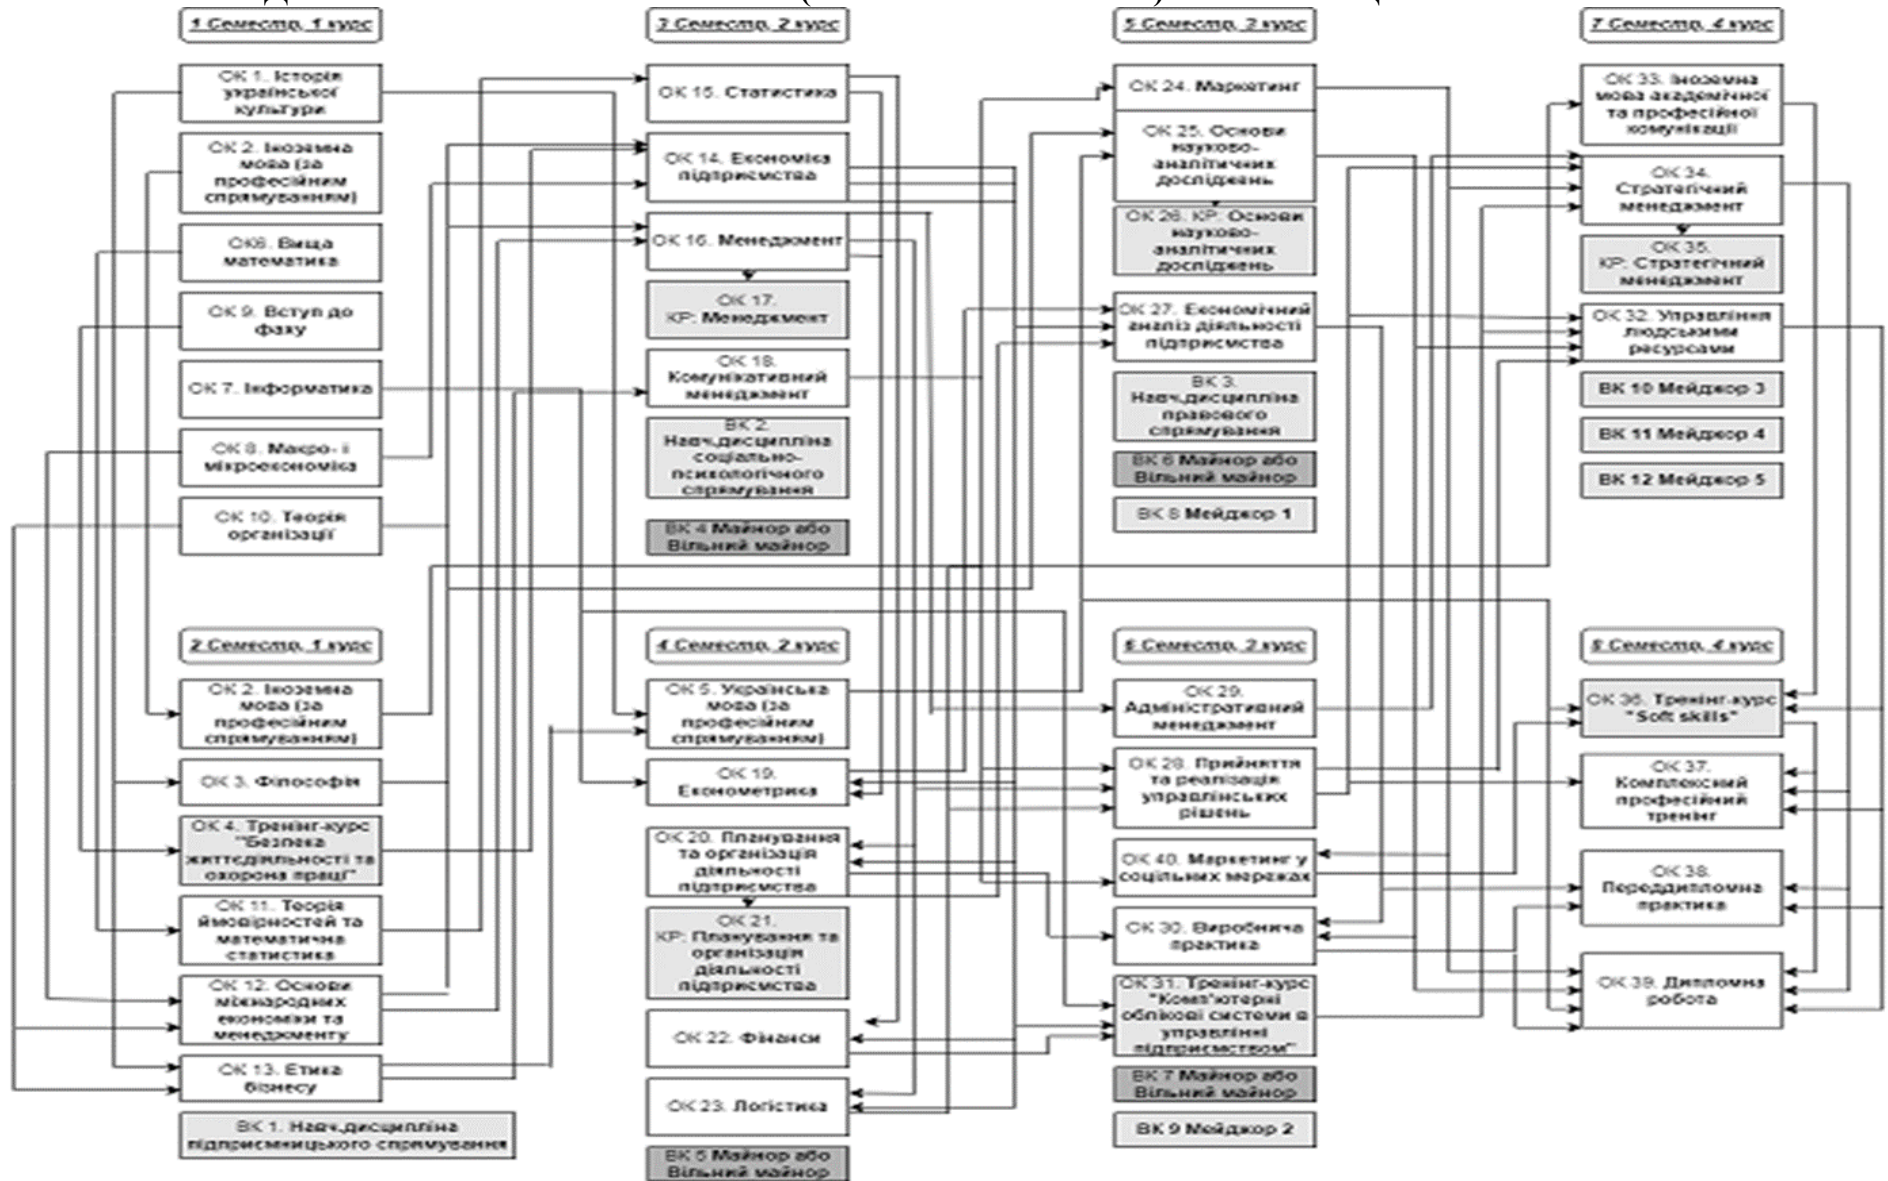 1 Семестр, 1 курс
ОК 1. Історія
української
культури
ОК 2. Іноземна
мова (за
професійним
спрямуванням)
ОК6. Вища
математика
ОК 9. Вступ до
фаху
ОК 7. Інформатика
ОК 8. Макро- і
мікроекономіка
ОК 10. Теорія
організації
2 Семестр, 1 курс
ОК 2. Іноземна
мова (за
професійним
спрямуванням)
ОК 3. Філософія
ОК 4. Тренінг-курс
"Безпека
життєдіяльності та
охорона праці"
ОК 11. Теорія
ймовірностей та
математична
статистика
ОК 12. Основи
міжнародних
економіки та
менеджменту
ОК 13. Етика
бізнесу
ВК 1. Навч.дисципліна
підприємницького спрямування
3 Семестр, 2 курс
ОК 15. Статистика
ОК 14. Економіка
підприємства
ОК 16. Менеджмент
ОК 17.
КР: Менеджмент
ОК 18.
Комунікативний
менеджмент
ВК 2.
Навч.дисципліна
соціально-
психологічного
спрямування
ВК 4 Майнор або
Вільний майнор
4 Семестр, 2 курс
ОК 5. Українська
мова (за
професійним
спрямуванням)
ОК 19.
Економетрика
ОК 20. Планування
та організація
діяльності
підприємства
ОК 21.
КР: Планування та
організація
діяльності
підприємства
ОК 22. Фінанси
ОК 23. Логістика
ВК 5 Майнор або
Вільний майнор
5 Семестр, 3 курс
ОК 24. Маркетинг
ОК 25. Основи
науково-
аналітичних
досліджень
ОК 26. КР: Основи
науково-
аналітичних
досліджень
ОК 27. Економічний
аналіз діяльності
підприємства
ВК 3.
Навч.дисципліна
правового
спрямування
ВК 6 Майнор або
Вільний майнор
ВК 8 Мейджор 1
6 Семестр, 3 курс
ОК 29.
Адміністративний
менеджмент
ОК 28. Прийняття
та реалізація
управлінських
рішень
ОК 40. Маркетинг у
соцільних мережах
ОК 30. Виробнича
практика
ОК 31. Тренінг-курс
"Комп'ютерні
облікові системи в
управлінні
підприємством"
ВК 7 Майнор або
Вільний майнор
ВК 9 Мейджор 2
7 Семестр, 4 курс
ОК 33. Іноземна
мова академічної
та професійної
комунікації
ОК 34.
Стратегічний
менеджмент
ОК 35.
КР: Стратегічний
менеджмент
ОК 32. Управління
людськими
ресурсами
ВК 10 Мейджор 3
ВК 11 Мейджор 4
ВК 12 Мейджор 5
8 Семестр, 4 курс
ОК 36. Тренінг-курс
"Soft skills"
ОК 37.
Комплексний
професійний
тренінг
ОК 38.
Переддипломна
практика
ОК 39. Дипломна
робота